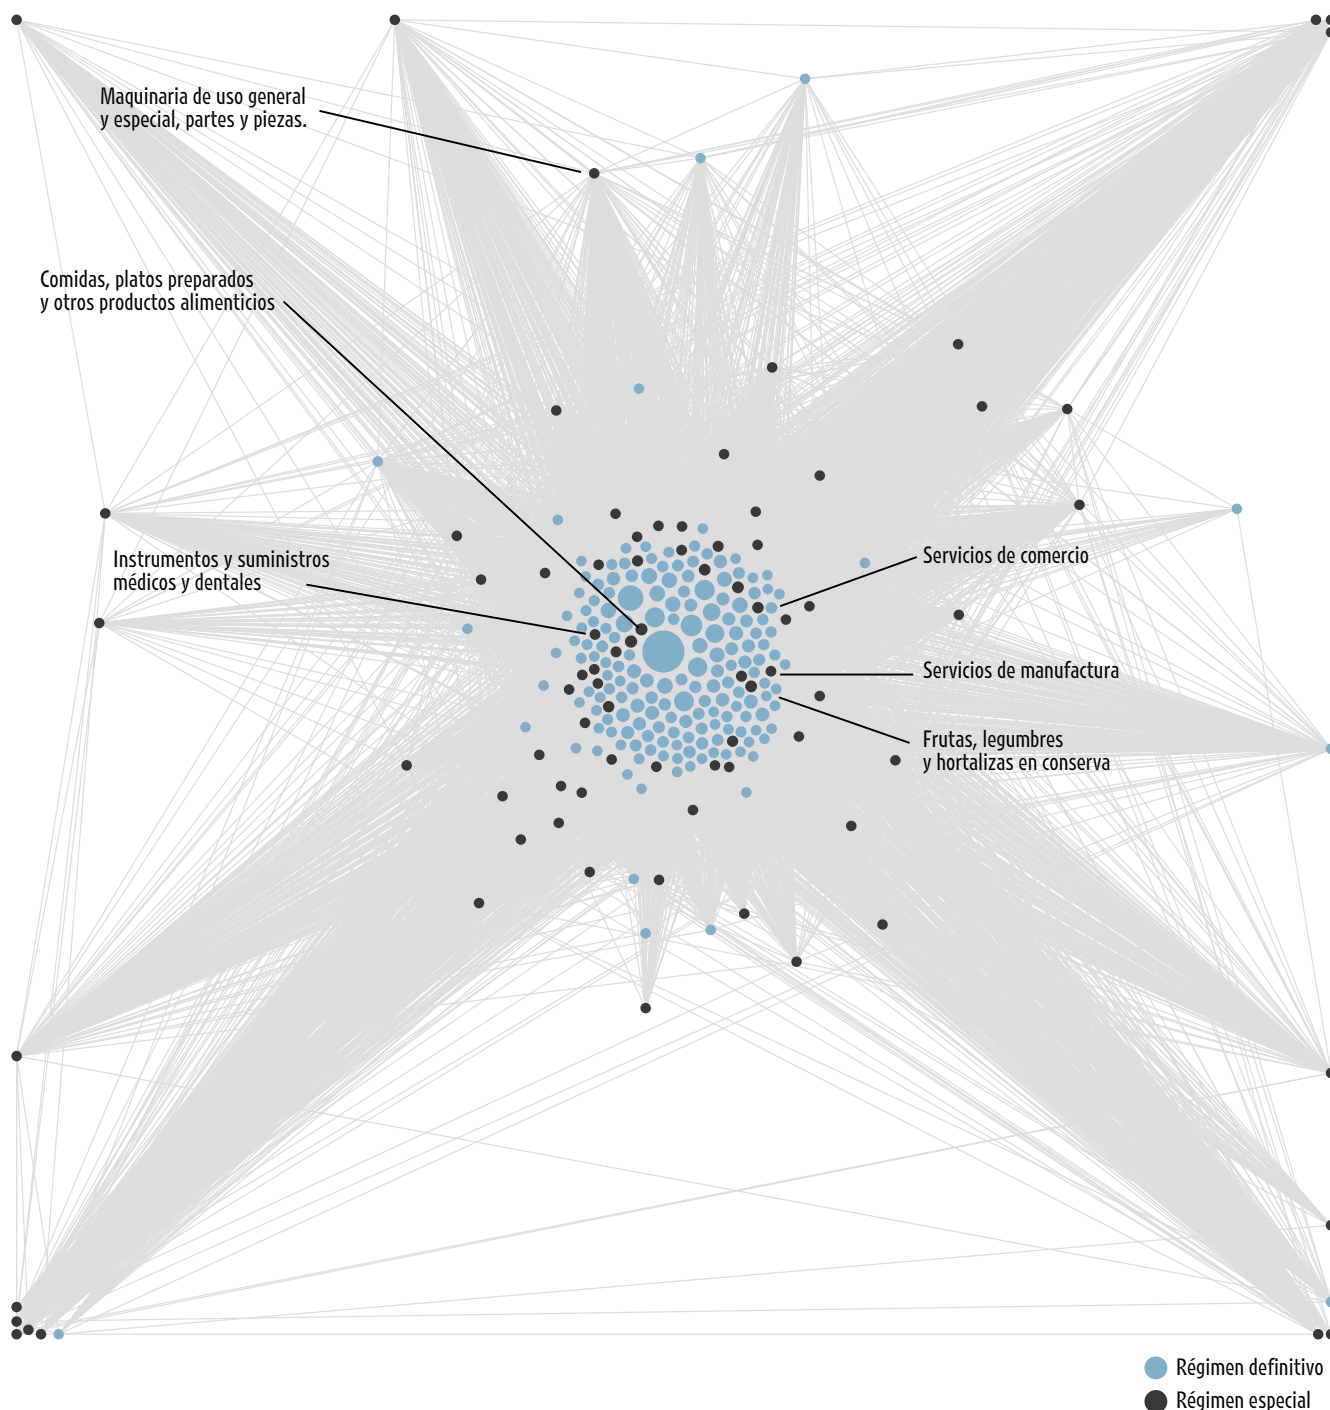 Maquinaria de uso general
y especial, partes y piezas.
Comidas, platos preparados
y otros productos alimenticios
Instrumentos y suministros
médicos y dentales
Servicios de comercio
Servicios de manufactura
Frutas, legumbres
y hortalizas en conserva
Régimen definitivo
Régimen especial